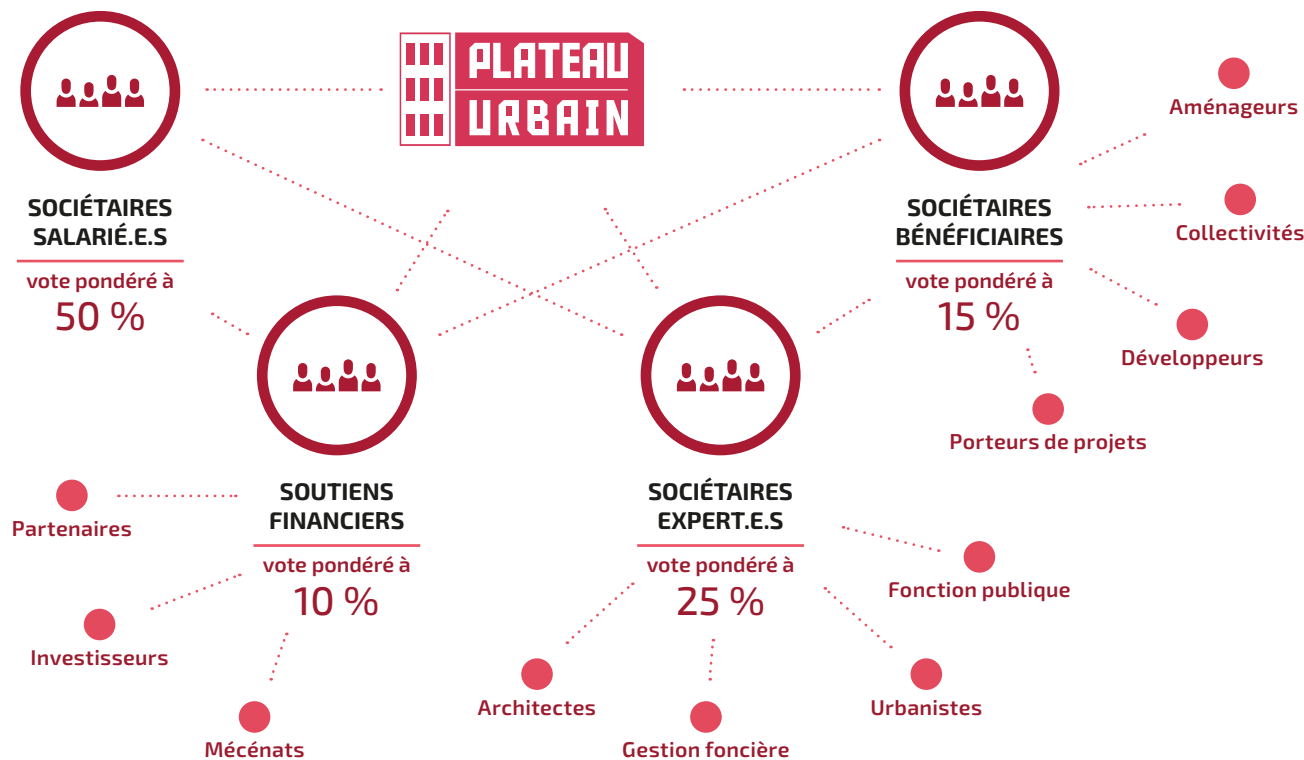 PLATEAU
URBAIN
SOCIÉTAIRES
SALARIÉ.E.S
vote pondéré à
50 %
SOCIÉTAIRES
BÉNÉFICIAIRES
vote pondéré à
15 %
Aménageurs
Collectivités
Développeurs
Porteurs de projets
SOUTIENS
FINANCIERS
vote pondéré à
10 %
Partenaires
Investisseurs
Mécénats
SOCIÉTAIRES
EXPERT.E.S
vote pondéré à
25 %
Fonction publique
Architectes
Urbanistes
Gestion foncière